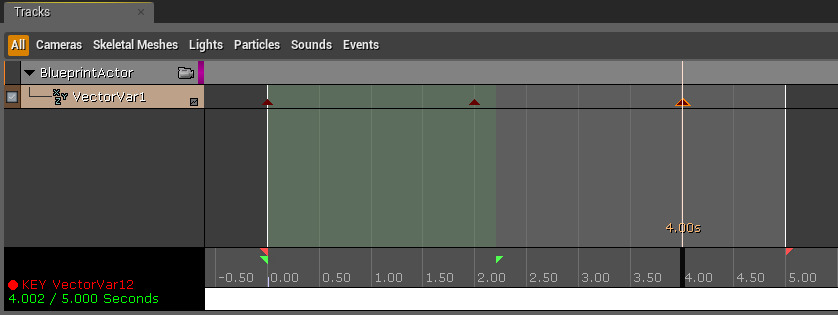 Tracks
All Cameras Skeletal Meshes Lights Particles Sounds Events
BlueprintActor
VectorVar1
4.00s
-0.50 0.00 0.50 1.00 1.50 2.00 2.50 3.00 3.50 4.00 4.50 5.00
KEY VectorVar12
4.002 / 5.000 Seconds